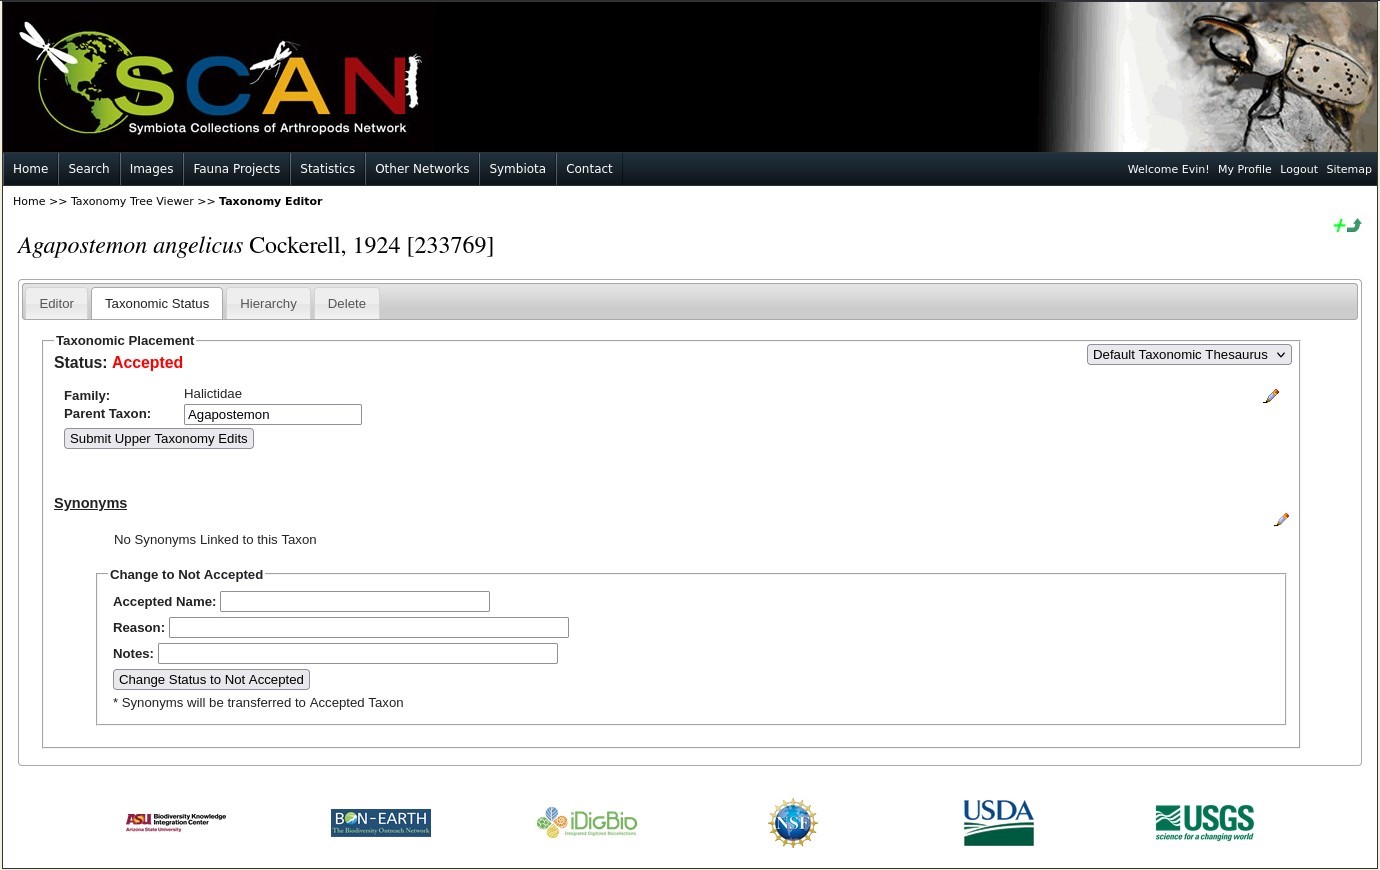 SCAN
Symbiota Collections of Arthropods Network
Home Search Images Fauna Projects Statistics Other Networks Symbiota Contact Welcome Evin! My Profile Logout Sitemap
Home >> Taxonomy Tree Viewer >> Taxonomy Editor
Agapostemon angelicus Cockerell, 1924 [233769]
Editor Taxonomic Status Hierarchy Delete
Taxonomic Placement
Status: Accepted Default Taxonomic Thesaurus
Family: Halictidae
Parent Taxon: Agapostemon
Submit Upper Taxonomy Edits
Synonyms
No Synonyms Linked to this Taxon
Change to Not Accepted
Accepted Name:
Reason:
Notes:
Change Status to Not Accepted
* Synonyms will be transferred to Accepted Taxon
ASU Biodiversity Knowledge
Integration Center
Arizona State University
BON-EARTH
The Biodiversity Outreach Network
iDigBio
Integrated Digitized Biocollections
NSF
USDA
USGS
science for a changing world